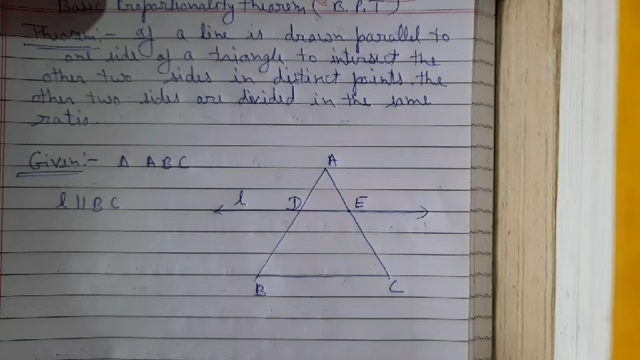 Basic Proportionality theorem ( B.P.T )
Theorem:- If a line is drawn parallel to
one side of a triangle to intersect the
other two sides in distinct points, the
other two sides are divided in the same
ratio.
Given:- Δ ABC
l || BC
A
l D E
B C